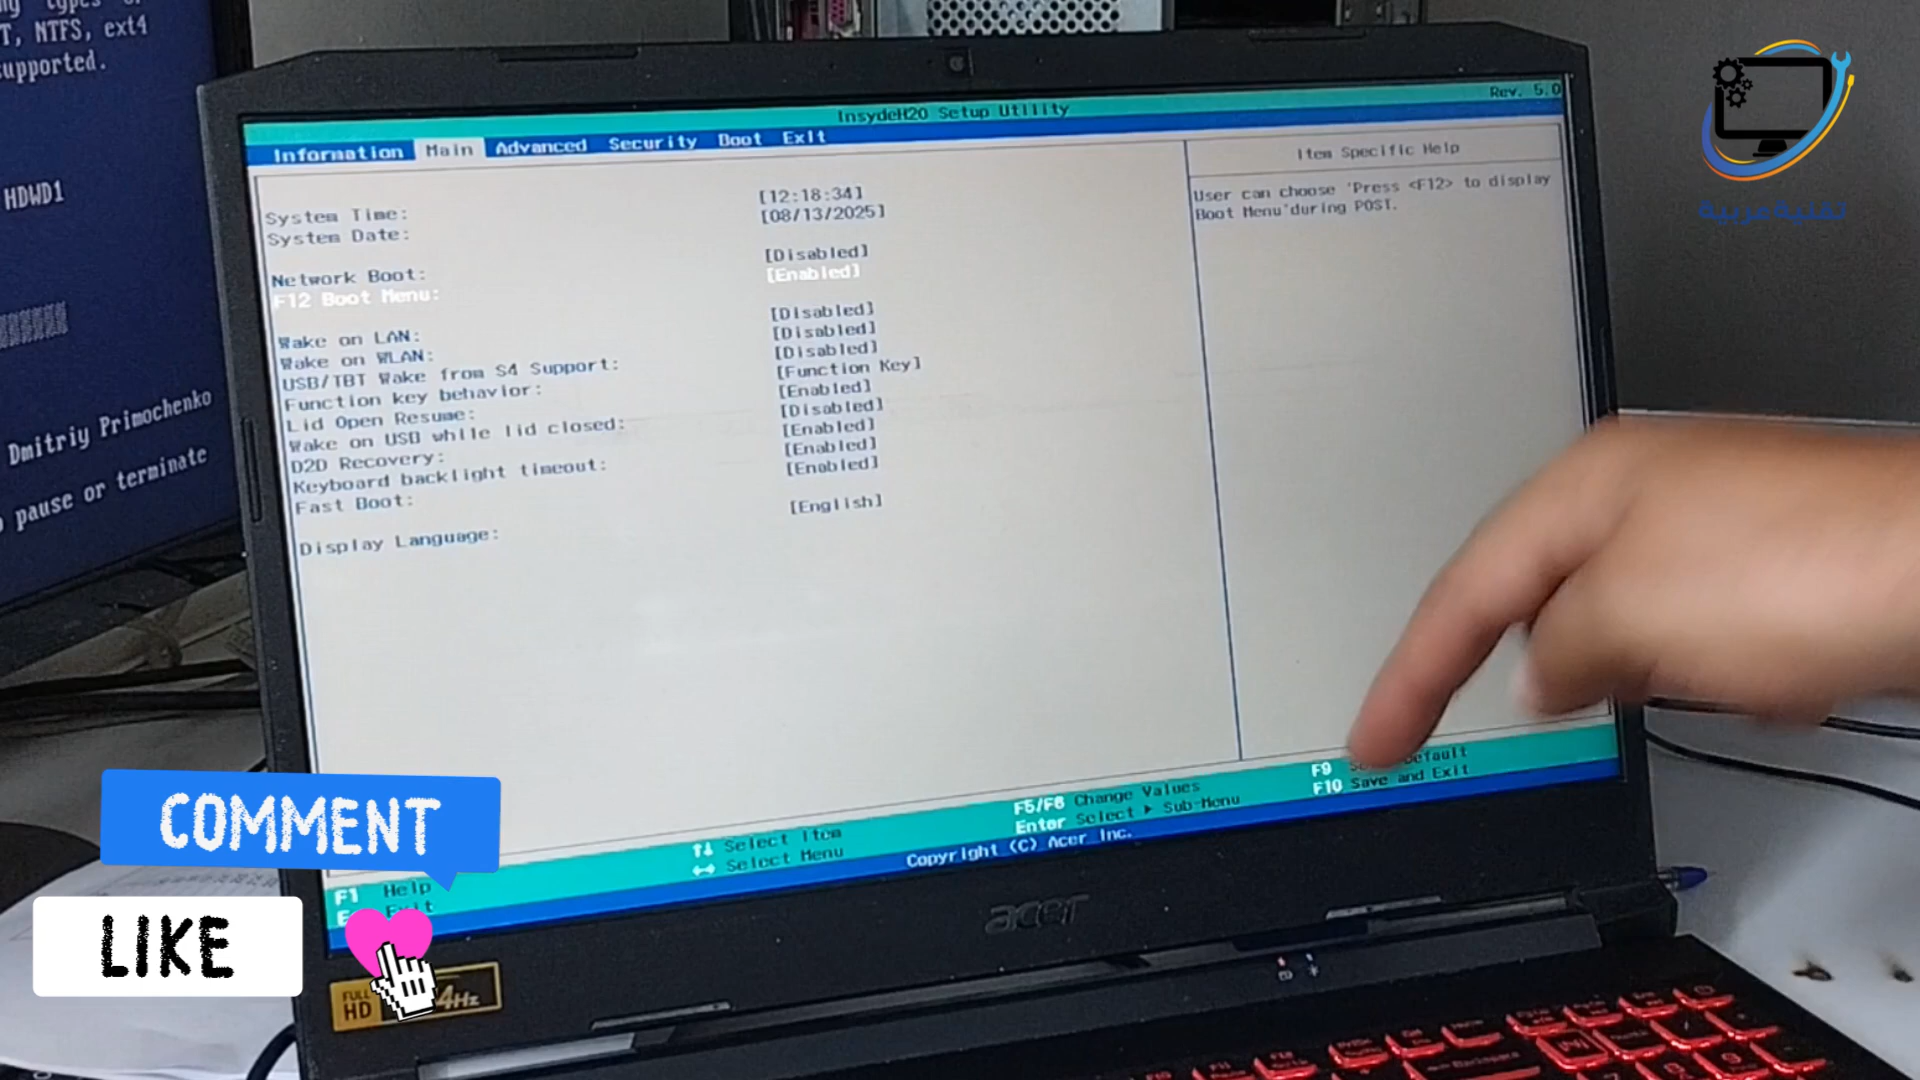 T, NTFS, ext4
supported.
HDWD1
Dmitriy Primochenko
pause or terminate
InsydeH20 Setup Utility
Rev. 5.0
Information Main Advanced Security Boot Exit
System Time: [12:18:34]
System Date: [08/13/2025]
Network Boot: [Disabled]
F12 Boot Menu: [Enabled]
Wake on LAN: [Disabled]
Wake on WLAN: [Disabled]
USB/TBT Wake from S4 Support: [Disabled]
Function key behavior: [Function Key]
Lid Open Resume: [Enabled]
Wake on USB while lid closed: [Disabled]
D2D Recovery: [Enabled]
Keyboard backlight timeout: [Enabled]
Fast Boot: [Enabled]
Display Language: [English]
Item Specific Help
User can choose 'Press <F12> to display
Boot Menu'during POST.
F1 Help
Exit
↑↓ Select Item
↔ Select Menu
F5/F6 Change Values
Enter Select ▸ Sub-Menu
F9
F10 Save and Exit
Copyright (C) Acer Inc.
acer
FULL
HD
تقنية عربية
COMMENT
LIKE